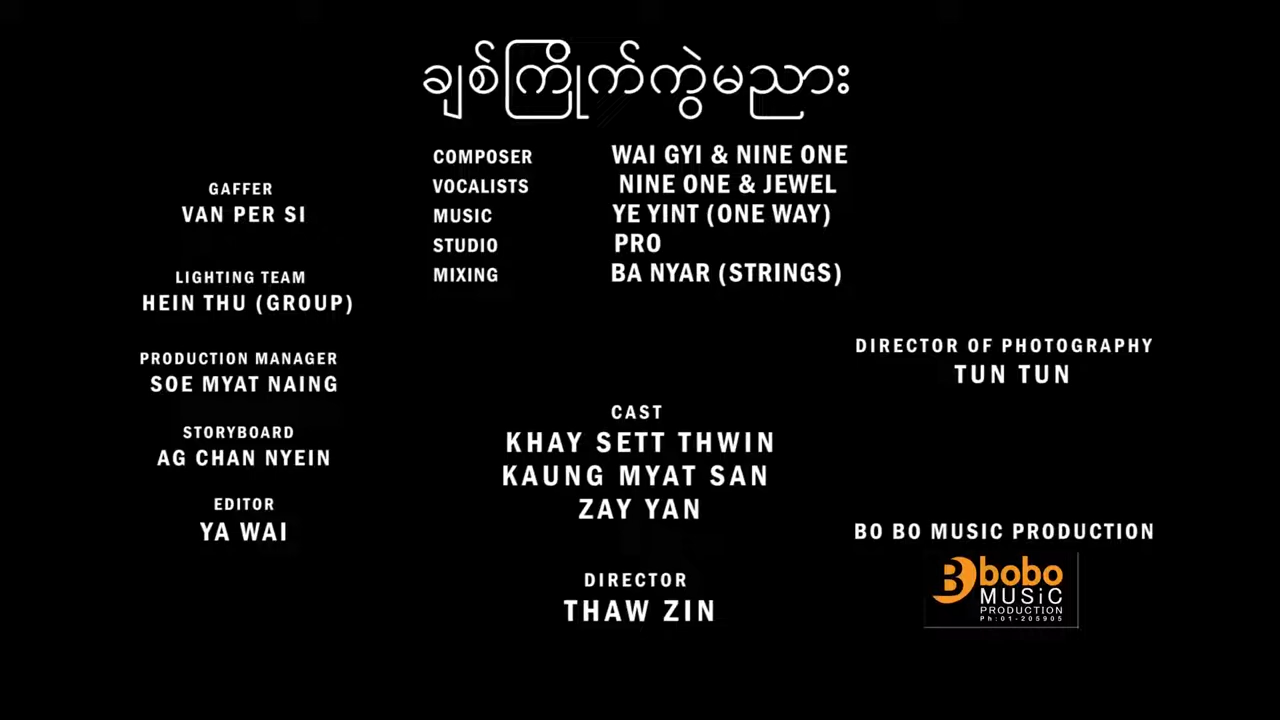 ချစ်ကြိုက်ကွဲမညား
COMPOSER WAI GYI & NINE ONE
VOCALISTS NINE ONE & JEWEL
MUSIC YE YINT (ONE WAY)
STUDIO PRO
MIXING BA NYAR (STRINGS)
GAFFER
VAN PER SI
LIGHTING TEAM
HEIN THU (GROUP)
PRODUCTION MANAGER
SOE MYAT NAING
STORYBOARD
AG CHAN NYEIN
EDITOR
YA WAI
CAST
KHAY SETT THWIN
KAUNG MYAT SAN
ZAY YAN
DIRECTOR
THAW ZIN
DIRECTOR OF PHOTOGRAPHY
TUN TUN
BO BO MUSIC PRODUCTION
B bobo
MUSiC
PRODUCTION
Ph:01-205905